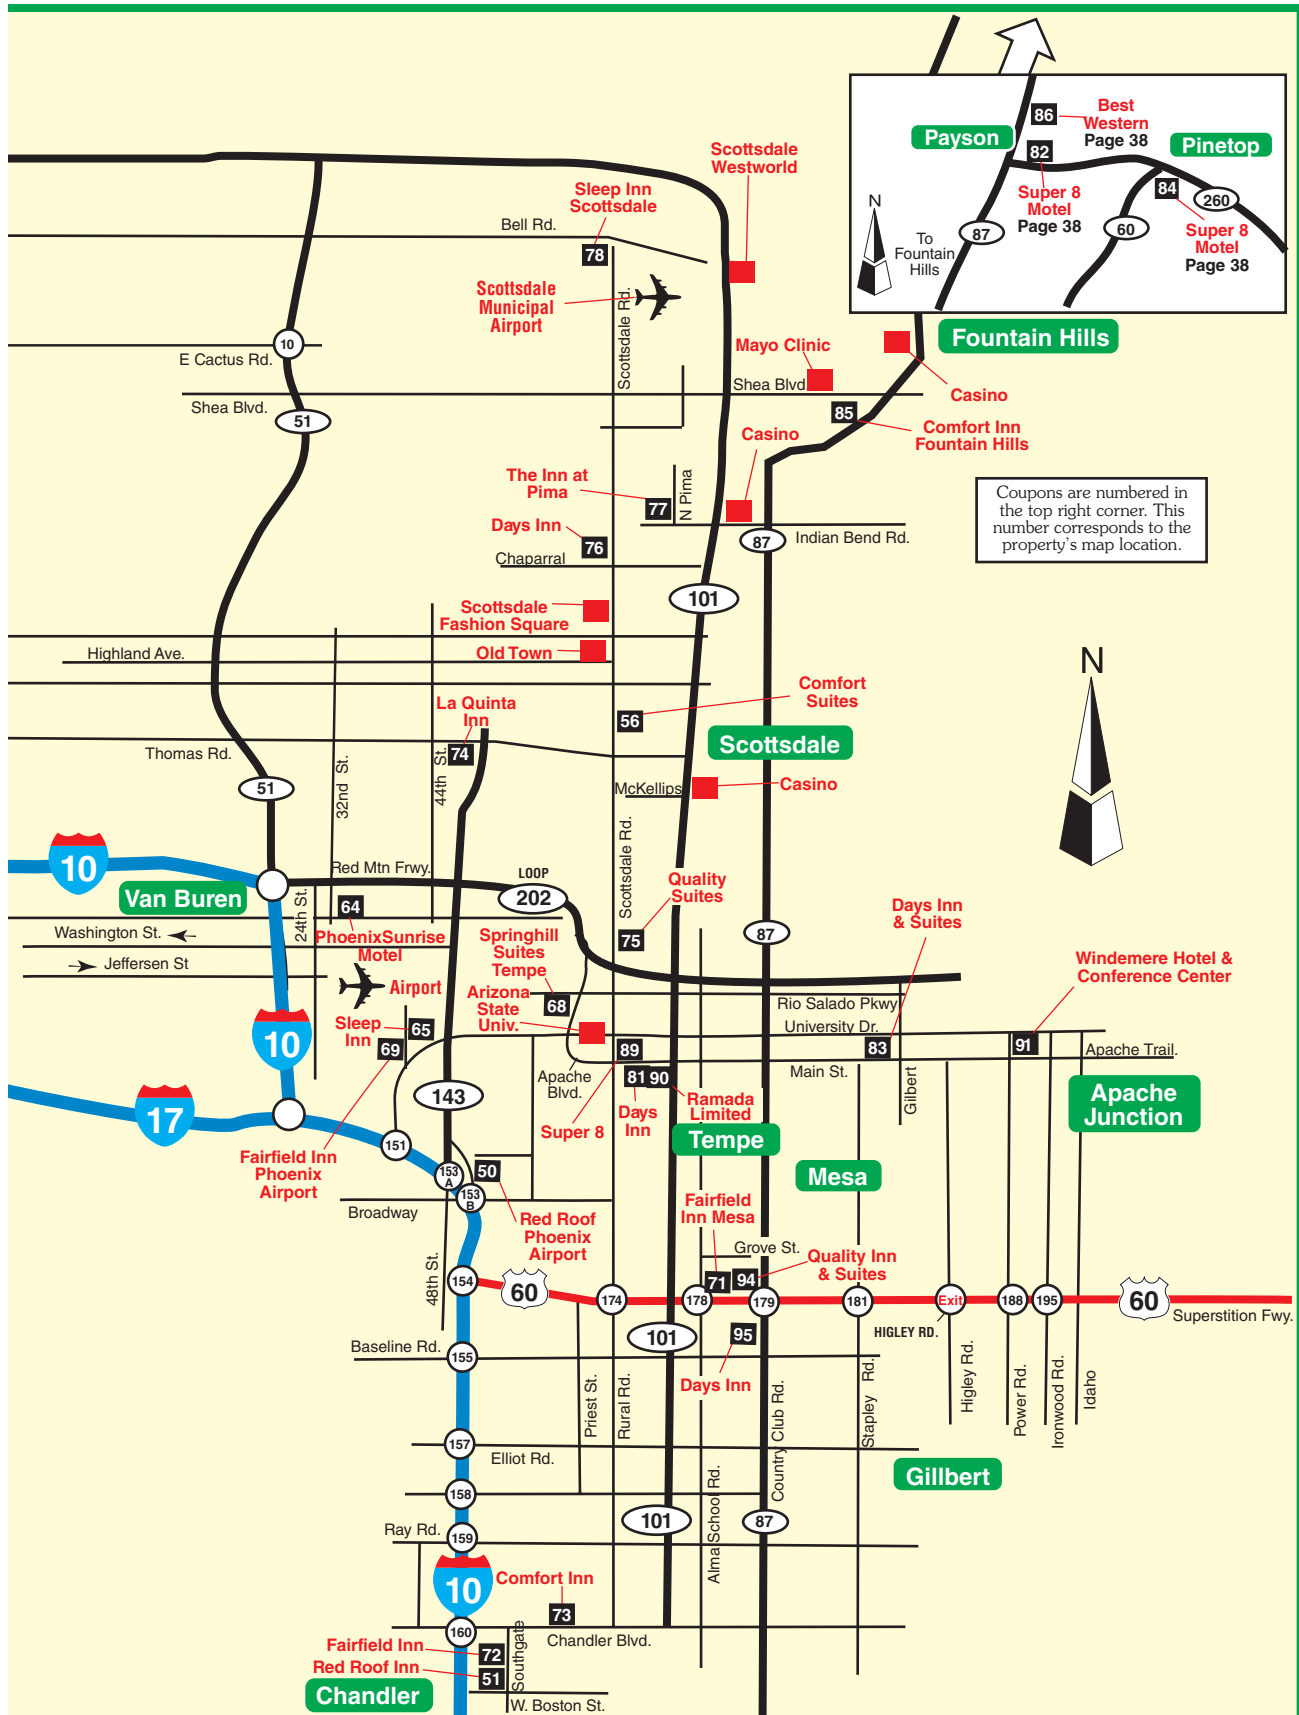 Payson
86
Best
Western
Page 38
Pinetop
82
Super 8
Motel
Page 38
84
260
Super 8
Motel
Page 38
N
87
60
To
Fountain
Hills
Fountain Hills
Scottsdale
Westworld
Sleep Inn
Scottsdale
Bell Rd.
78
Scottsdale
Municipal
Airport
Scottsdale Rd.
10
E Cactus Rd.
Mayo Clinic
Casino
Shea Blvd.
Shea Blvd.
51
85
Comfort Inn
Fountain Hills
Casino
The Inn at
Pima
77
N Pima
Days Inn
76
Chaparral
87
Indian Bend Rd.
Coupons are numbered in
the top right corner. This
number corresponds to the
property's map location.
101
Scottsdale
Fashion Square
Highland Ave.
Old Town
N
La Quinta
Inn
Comfort
Suites
56
Scottsdale
Thomas Rd.
74
44th St.
32nd St.
51
McKellips
Casino
Scottsdale Rd.
10
Red Mtn Frwy.
LOOP
202
Van Buren
24th St.
64
Quality
Suites
Days Inn
& Suites
Washington St.
PhoenixSunrise
Motel
Springhill
Suites
Tempe
75
87
Jeffersen St
Airport
Windemere Hotel &
Conference Center
68
Rio Salado Pkwy
Arizona
State
Univ.
University Dr.
Sleep
Inn
65
69
10
89
83
91
Apache Trail.
Main St.
Apache
Blvd.
81
90
Gilbert
Apache
Junction
143
17
Ramada
Limited
Days
Inn
Super 8
Tempe
151
Fairfield Inn
Phoenix
Airport
153
A
50
153
B
Mesa
Broadway
Red Roof
Phoenix
Airport
Fairfield
Inn Mesa
Grove St.
Quality Inn
& Suites
48th St.
154
60
174
178
71
94
179
181
Exit
188
195
60
Superstition Fwy.
HIGLEY RD.
101
95
Baseline Rd.
155
Days Inn
Priest St.
Rural Rd.
Country Club Rd.
Stapley Rd.
Higley Rd.
Power Rd.
Ironwood Rd.
Idaho
157
Elliot Rd.
Gillbert
158
Alma School Rd.
101
87
Ray Rd.
159
10
Comfort Inn
73
160
Chandler Blvd.
Fairfield Inn
72
Southgate
Red Roof Inn
51
Chandler
W. Boston St.